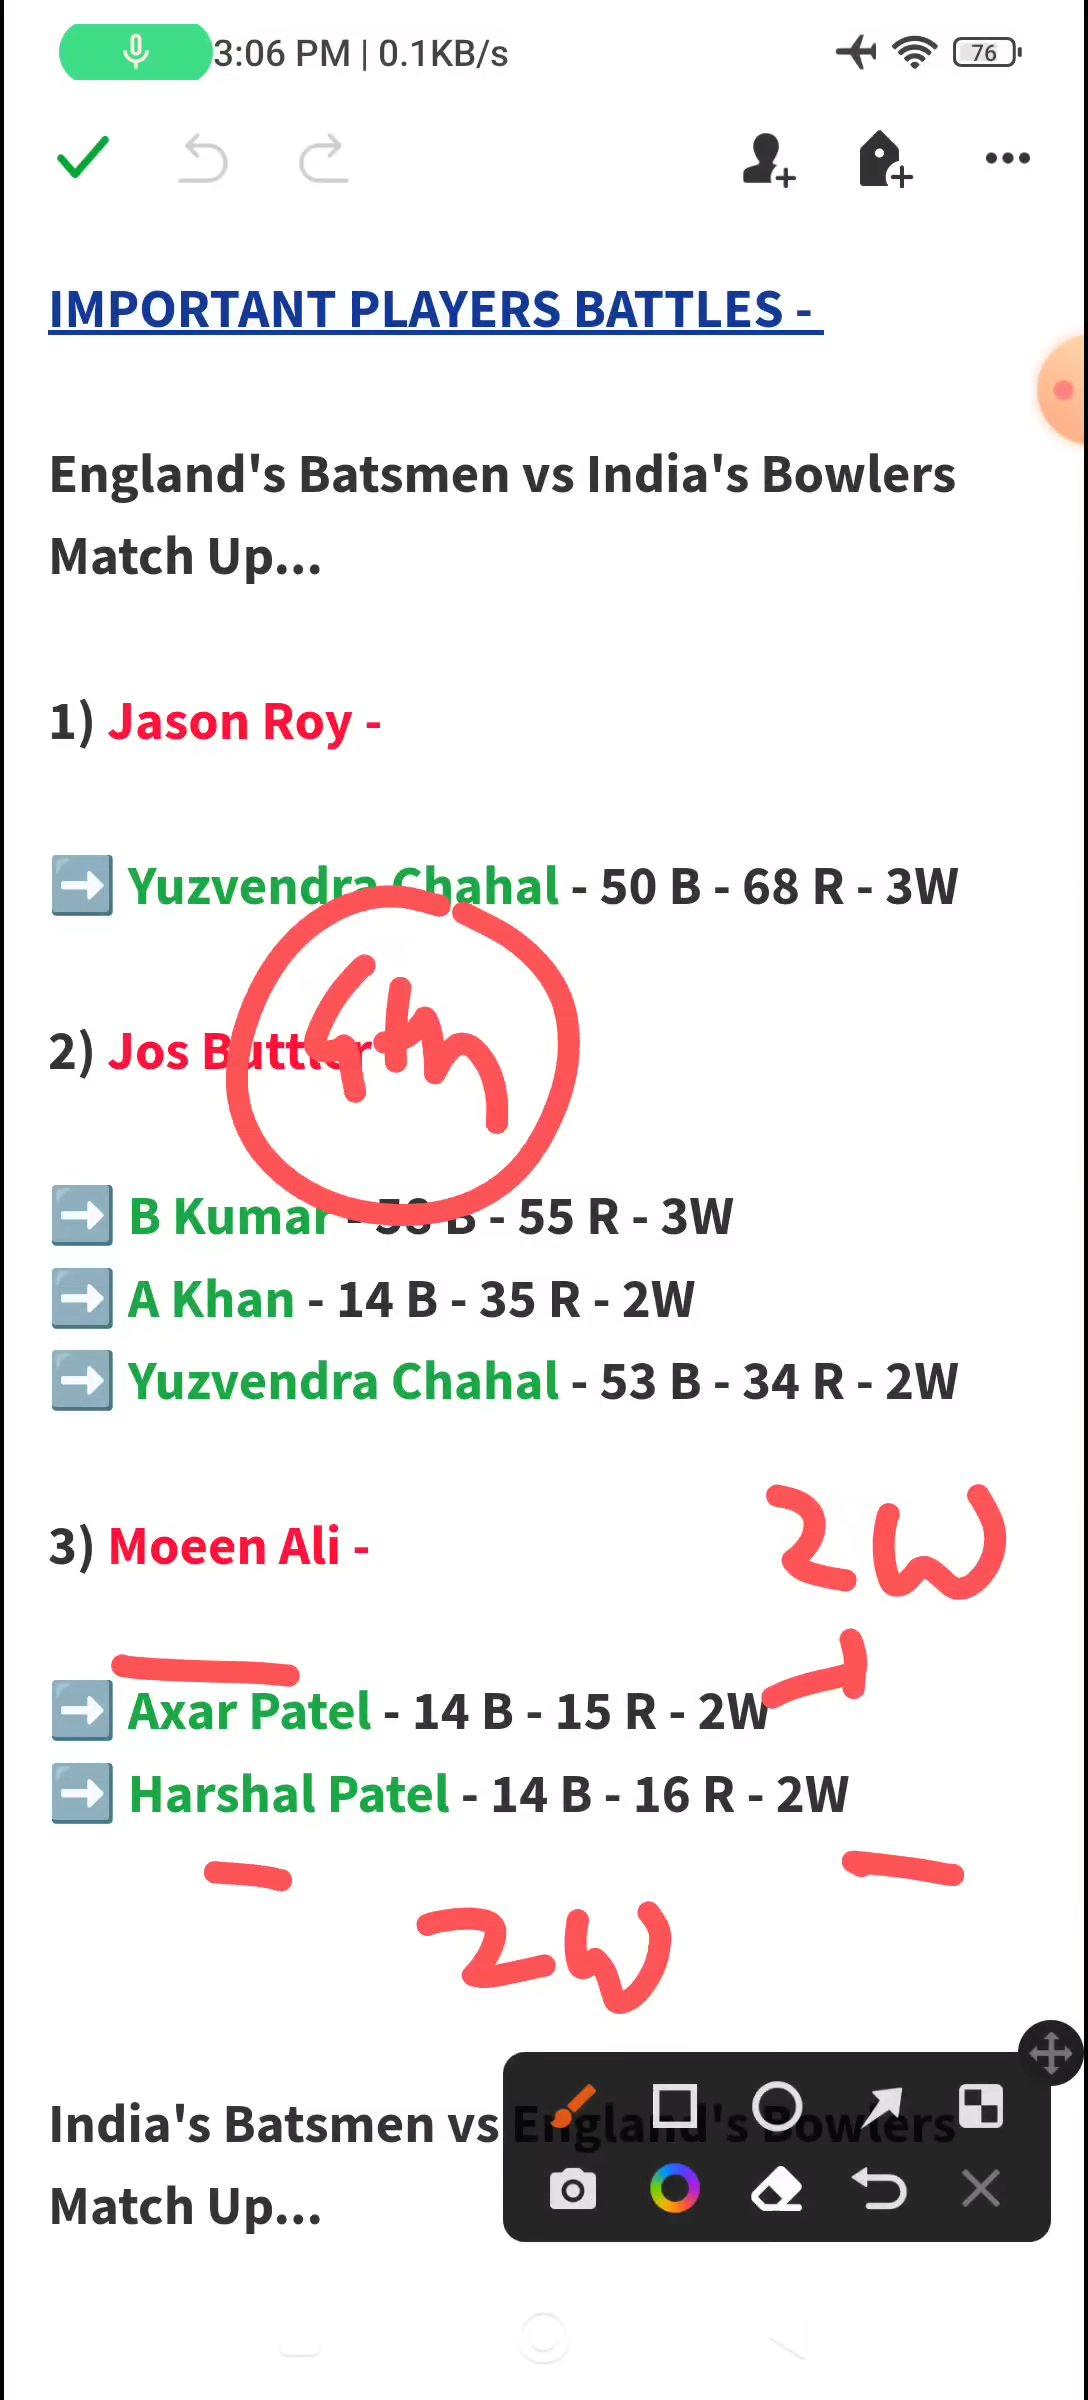 3:06 PM | 0.1KB/s
76
IMPORTANT PLAYERS BATTLES -
England's Batsmen vs India's Bowlers
Match Up...
1) Jason Roy -
➡️ Yuzvendra Chahal - 50 B - 68 R - 3W
2) Jos Buttler
➡️ B Kumar - B - 55 R - 3W
➡️ A Khan - 14 B - 35 R - 2W
➡️ Yuzvendra Chahal - 53 B - 34 R - 2W
3) Moeen Ali -
2W
➡️ Axar Patel - 14 B - 15 R - 2W
➡️ Harshal Patel - 14 B - 16 R - 2W
2W
India's Batsmen vs England's Bowlers
Match Up...